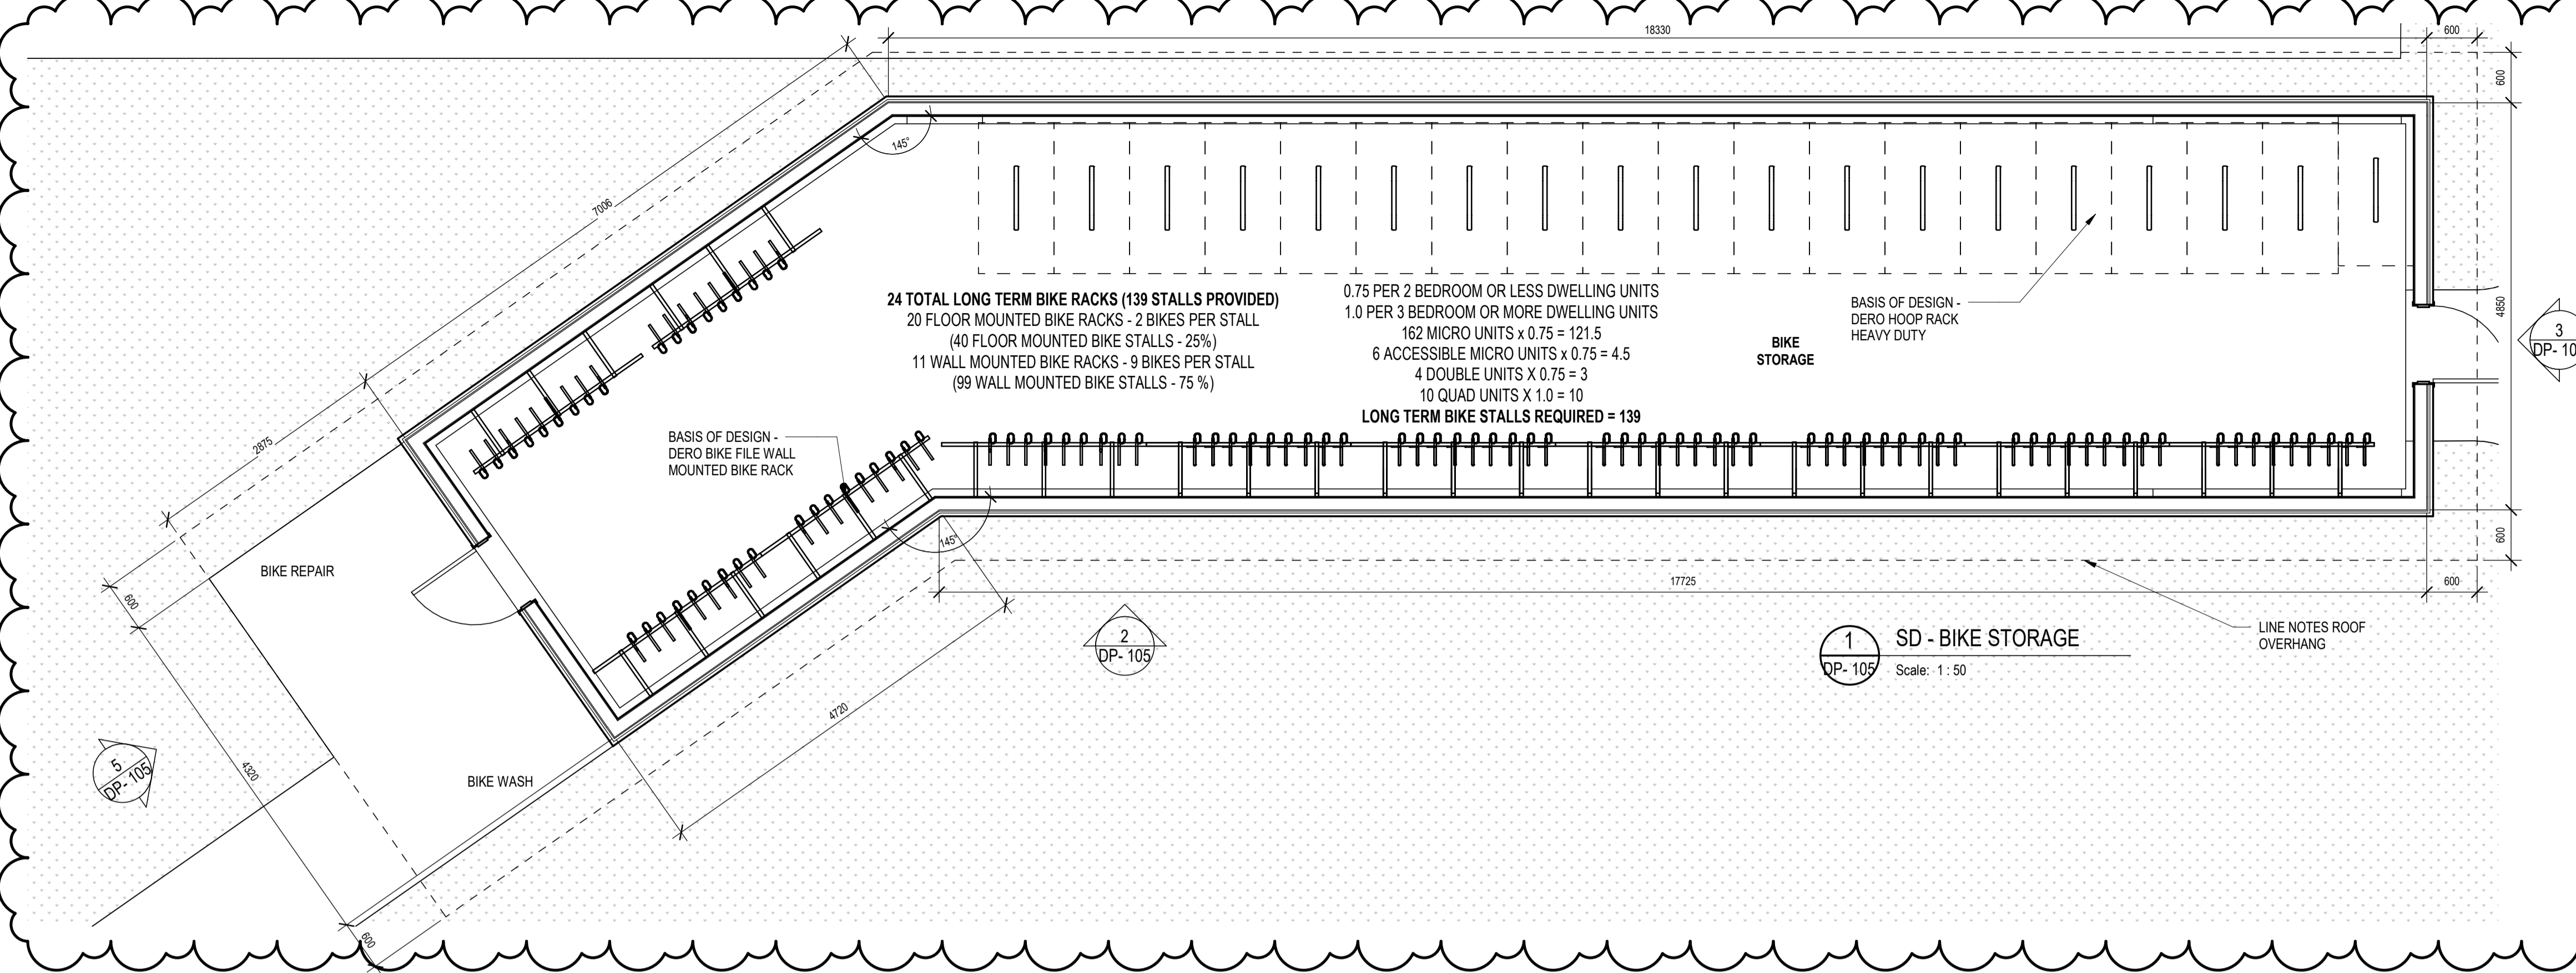 18330
600
600
145°
7006
24 TOTAL LONG TERM BIKE RACKS (139 STALLS PROVIDED)
20 FLOOR MOUNTED BIKE RACKS - 2 BIKES PER STALL
(40 FLOOR MOUNTED BIKE STALLS - 25%)
11 WALL MOUNTED BIKE RACKS - 9 BIKES PER STALL
(99 WALL MOUNTED BIKE STALLS - 75 %)
0.75 PER 2 BEDROOM OR LESS DWELLING UNITS
1.0 PER 3 BEDROOM OR MORE DWELLING UNITS
162 MICRO UNITS x 0.75 = 121.5
6 ACCESSIBLE MICRO UNITS x 0.75 = 4.5
4 DOUBLE UNITS X 0.75 = 3
10 QUAD UNITS X 1.0 = 10
LONG TERM BIKE STALLS REQUIRED = 139
BIKE
STORAGE
BASIS OF DESIGN -
DERO HOOP RACK
HEAVY DUTY
4850
3
DP- 10
2875
BASIS OF DESIGN -
DERO BIKE FILE WALL
MOUNTED BIKE RACK
145°
600
BIKE REPAIR
600
17725
600
2
DP- 105
1
DP- 105
SD - BIKE STORAGE
Scale: 1 : 50
LINE NOTES ROOF
OVERHANG
4720
5
DP- 105
4320
BIKE WASH
600